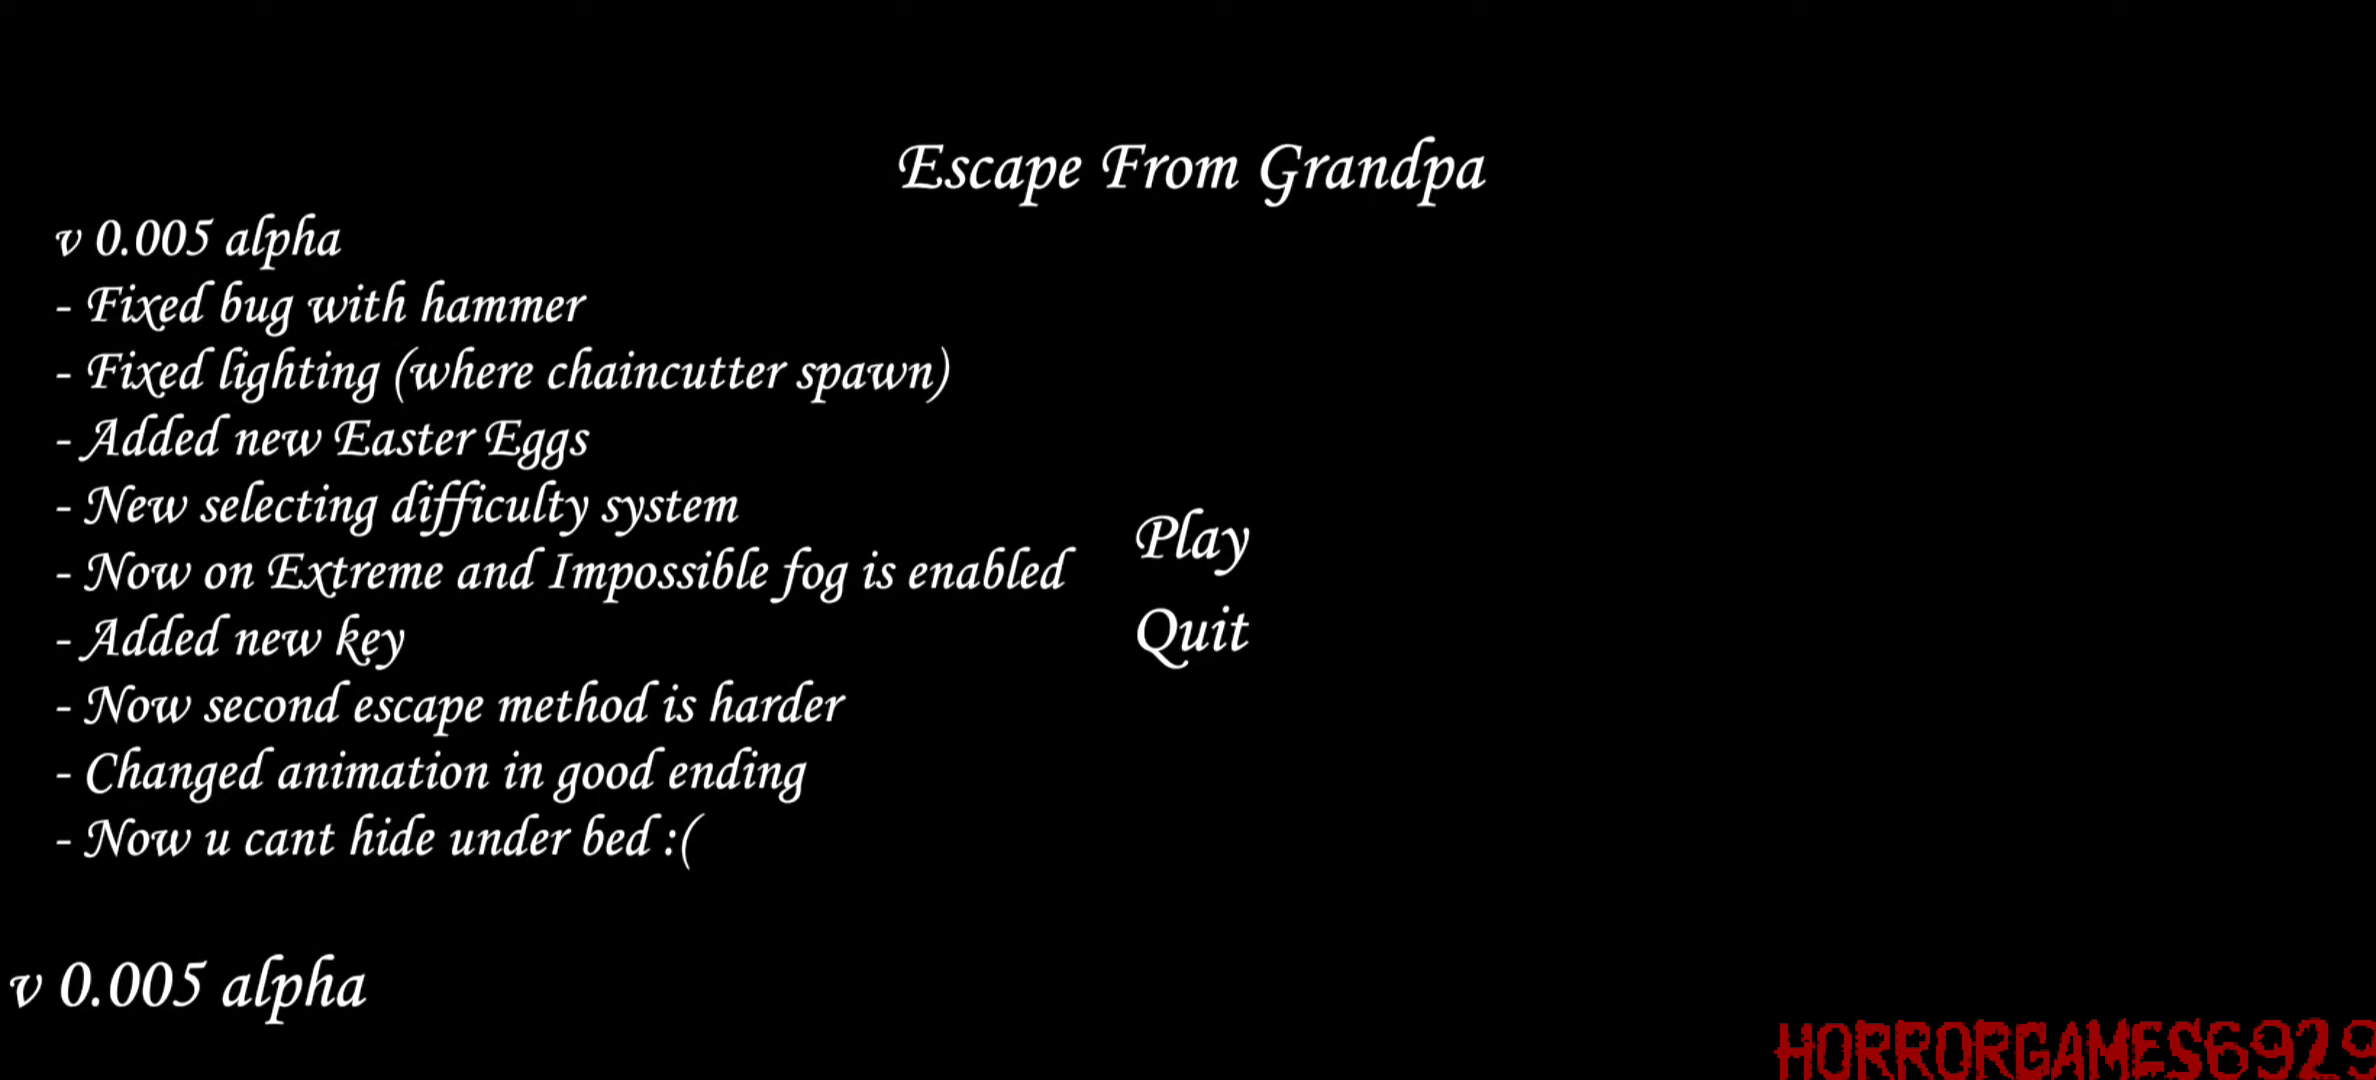 Escape From Grandpa
v 0.005 alpha
- Fixed bug with hammer
- Fixed lighting (where chaincutter spawn)
- Added new Easter Eggs
- New selecting difficulty system
- Now on Extreme and Impossible fog is enabled
- Added new key
- Now second escape method is harder
- Changed animation in good ending
- Now u cant hide under bed :(
Play
Quit
v 0.005 alpha
HORRORGAMES6929